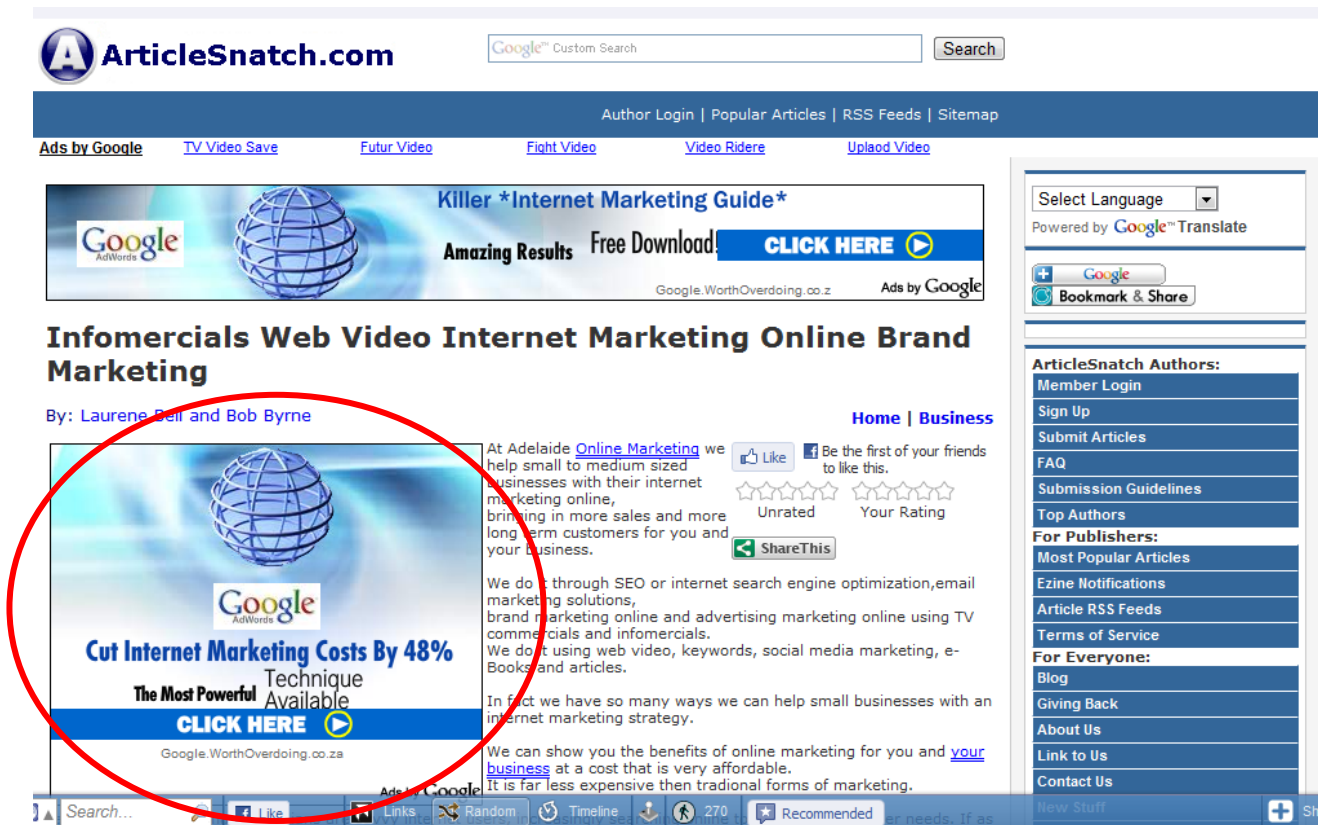 ArticleSnatch.com
Google™ Custom Search
Search
Author Login | Popular Articles | RSS Feeds | Sitemap
Ads by Google
TV Video Save
Futur Video
Fight Video
Video Ridere
Uplaod Video
Google
AdWords
Killer *Internet Marketing Guide*
Amazing Results Free Download! CLICK HERE
Google.WorthOverdoing.co.z
Ads by Google
Infomercials Web Video Internet Marketing Online Brand
Marketing
By: Laurene Bell and Bob Byrne
Home | Business
Google
AdWords
Cut Internet Marketing Costs By 48%
The Most Powerful Technique
Available
CLICK HERE
Google.WorthOverdoing.co.za
Ads by Google
At Adelaide Online Marketing we
help small to medium sized
businesses with their internet
marketing online,
bringing in more sales and more
long term customers for you and
your business.
Like
Be the first of your friends
to like this.
Unrated
Your Rating
ShareThis
We do it through SEO or internet search engine optimization,email
marketing solutions,
brand marketing online and advertising marketing online using TV
commercials and infomercials.
We do it using web video, keywords, social media marketing, e-
Books and articles.
In fact we have so many ways we can help small businesses with an
internet marketing strategy.
We can show you the benefits of online marketing for you and your
business at a cost that is very affordable.
It is far less expensive then tradional forms of marketing.
Select Language
Powered by Google™ Translate
Google
Bookmark & Share
ArticleSnatch Authors:
Member Login
Sign Up
Submit Articles
FAQ
Submission Guidelines
Top Authors
For Publishers:
Most Popular Articles
Ezine Notifications
Article RSS Feeds
Terms of Service
For Everyone:
Blog
Giving Back
About Us
Link to Us
Contact Us
New Stuff
Search...
Like
Links
Random
Timeline
270
Recommended
Sh